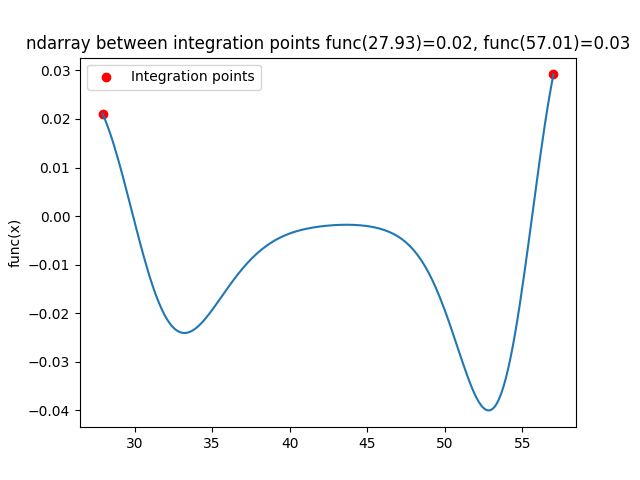 ndarray between integration points func(27.93)=0.02, func(57.01)=0.03
Integration points
func(x)
0.03
0.02
0.01
0.00
−0.01
−0.02
−0.03
−0.04
30 35 40 45 50 55